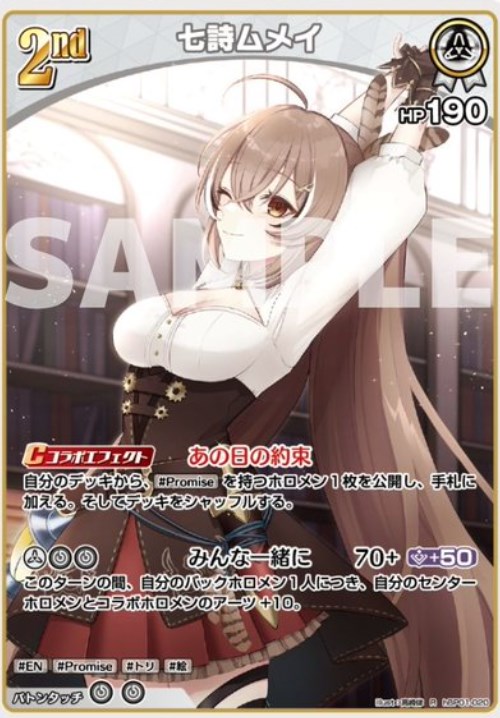 2nd
七詩ムメイ
HP190
SAMPLE
コラボエフェクト あの日の約束
自分のデッキから、#Promiseを持つホロメン1枚を公開し、手札に
加える。そしてデッキをシャッフルする。
みんな一緒に 70+ +50
このターンの間、自分のバックホロメン1人につき、自分のセンター
ホロメンとコラボホロメンのアーツ+10。
#EN #Promise #トリ #絵
バトンタッチ
R hBP01-020